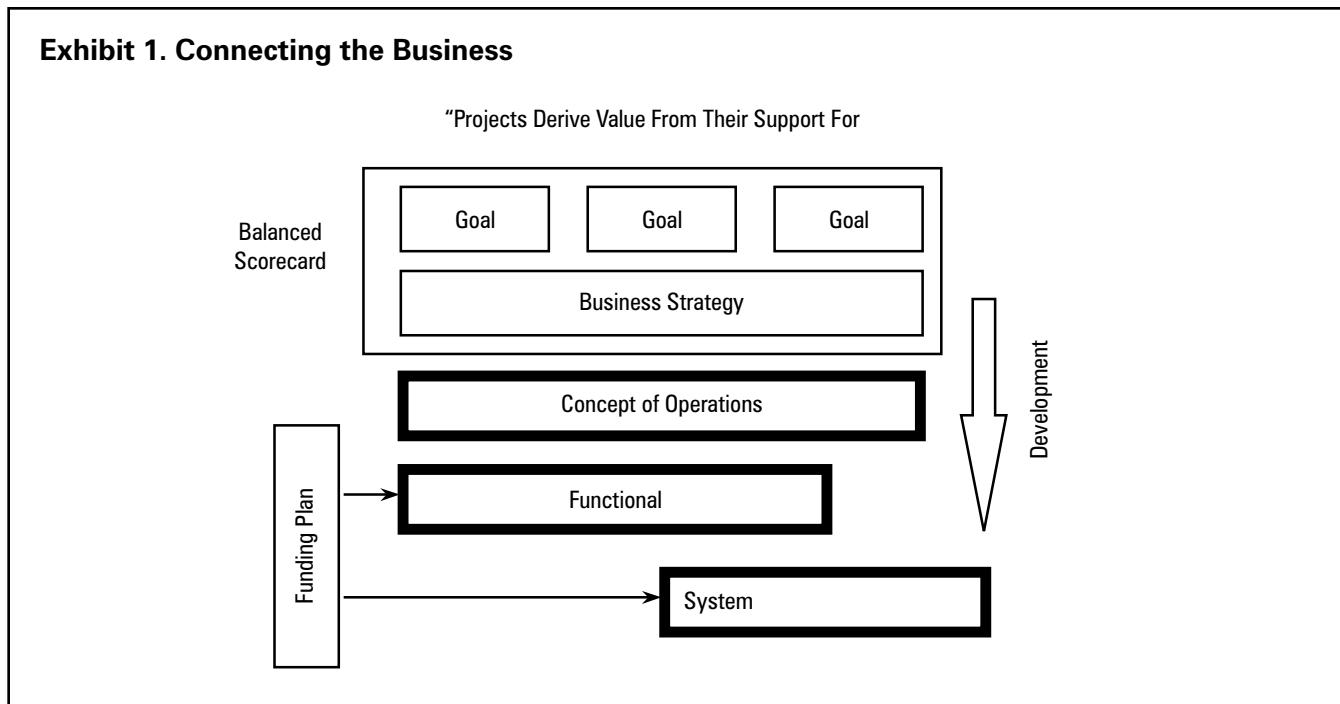 Exhibit 1. Connecting the Business
“Projects Derive Value From Their Support For
Goal
Goal
Goal
Balanced
Scorecard
Business Strategy
Concept of Operations
Development
Funding Plan
Functional
System